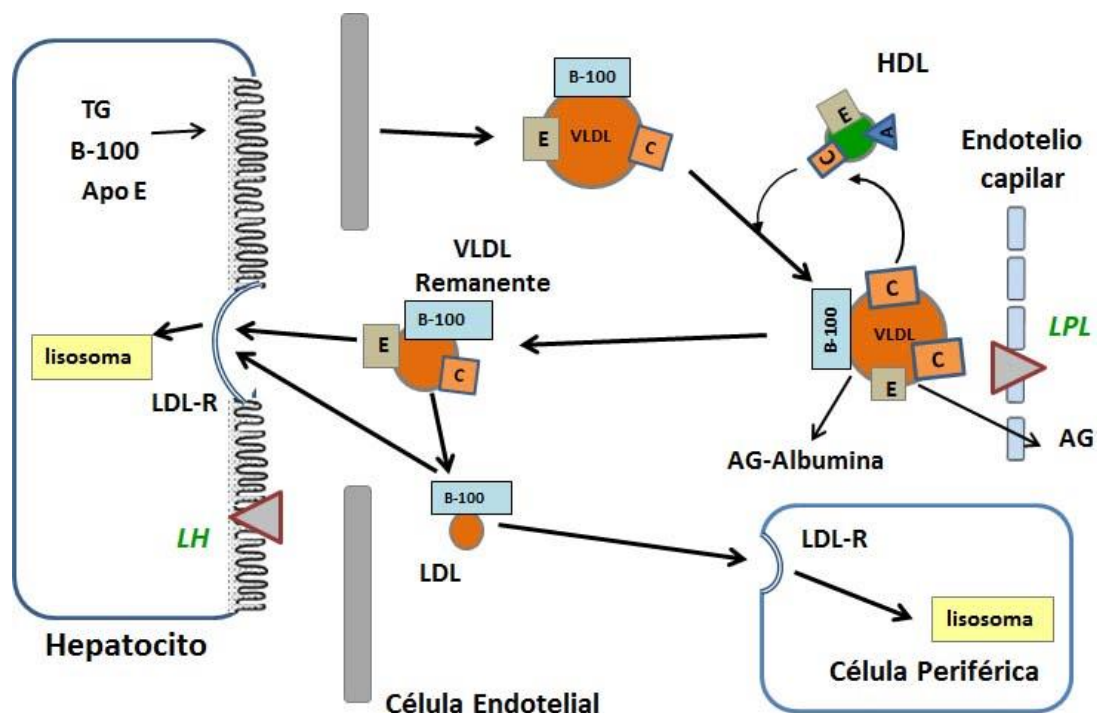 TG
B-100
Apo E
lisosoma
LDL-R
LH
Hepatocito
B-100
E
VLDL
C
HDL
E
A
C
Endotelio
capilar
VLDL
Remanente
B-100
E
C
B-100
C
VLDL
C
E
LPL
AG-Albumina
AG
B-100
LDL
LDL-R
lisosoma
Célula Periférica
Célula Endotelial